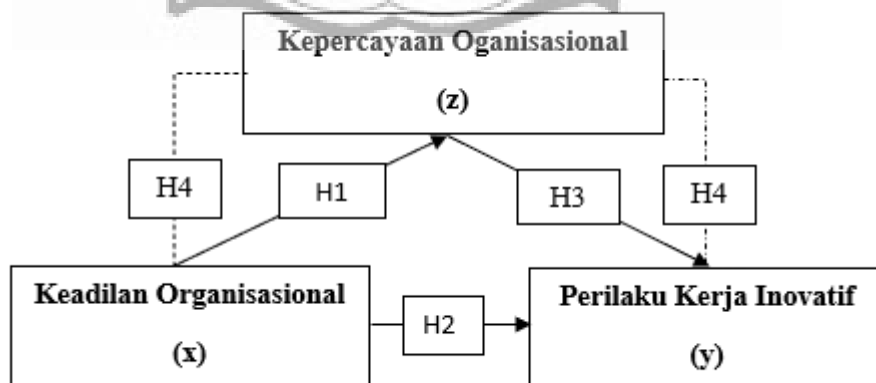 Kepercayaan Oganisasional
(z)
H4
H1
H3
H4
Keadilan Organisasional
(x)
H2
Perilaku Kerja Inovatif
(y)